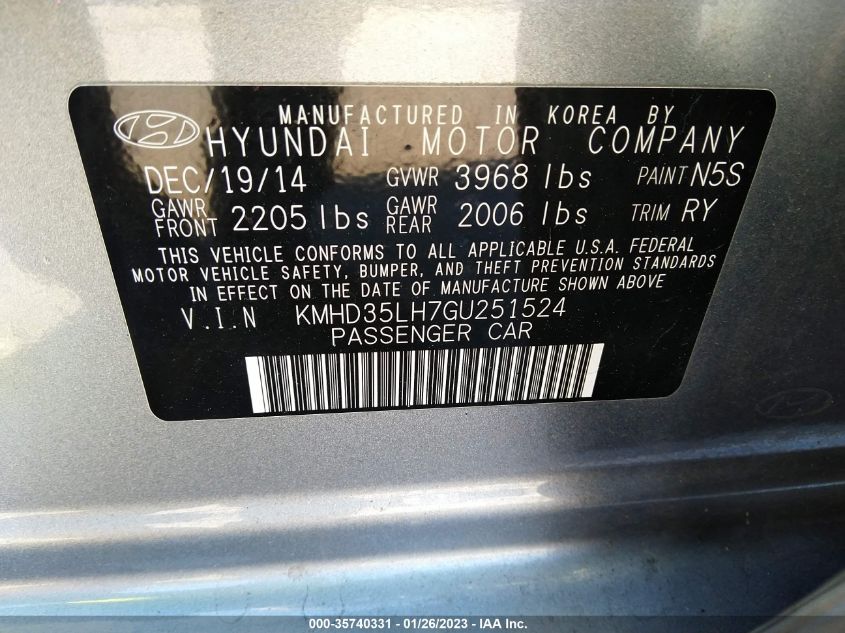 MANUFACTURED IN KOREA BY
HYUNDAI MOTOR COMPANY
DEC/19/14 GVWR 3968 lbs PAINT N5S
GAWR FRONT 2205 lbs GAWR REAR 2006 lbs TRIM RY
THIS VEHICLE CONFORMS TO ALL APPLICABLE U.S.A. FEDERAL
MOTOR VEHICLE SAFETY, BUMPER, AND THEFT PREVENTION STANDARDS
IN EFFECT ON THE DATE OF MANUFACTURE SHOWN ABOVE
V.I.N KMHD35LH7GU251524
PASSENGER CAR
000-35740331 - 01/26/2023 - IAA Inc.